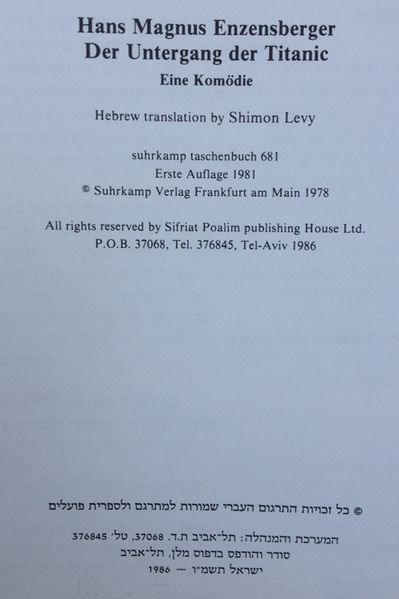 Hans Magnus Enzensberger
Der Untergang der Titanic
Eine Komödie
Hebrew translation by Shimon Levy
suhrkamp taschenbuch 681
Erste Auflage 1981
© Suhrkamp Verlag Frankfurt am Main 1978
All rights reserved by Sifriat Poalim publishing House Ltd.
P.O.B. 37068, Tel. 376845, Tel-Aviv 1986
© כל זכויות התרגום העברי שמורות למתרגם ולספרית פועלים
המערכת והמנהלה: תל־אביב ת.ד. 37068, טל׳ 376845
סודר והודפס בדפוס מלן, תל־אביב
ישראל תשמ״ו — 1986